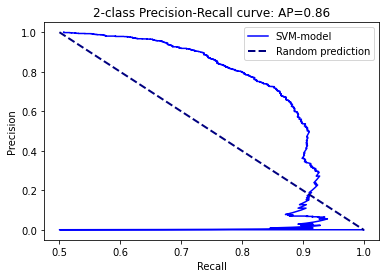 2-class Precision-Recall curve: AP=0.86
SVM-model
Random prediction
Precision
1.0
0.8
0.6
0.4
0.2
0.0
0.5 0.6 0.7 0.8 0.9 1.0
Recall